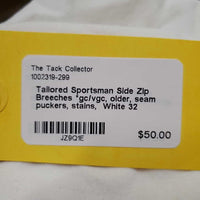 The Tack Collector
1002319-299
Tailored Sportsman Side Zip
Breeches *gc/vgc, older, seam
puckers, stains, White 32
$50.00
JZ9Q1E